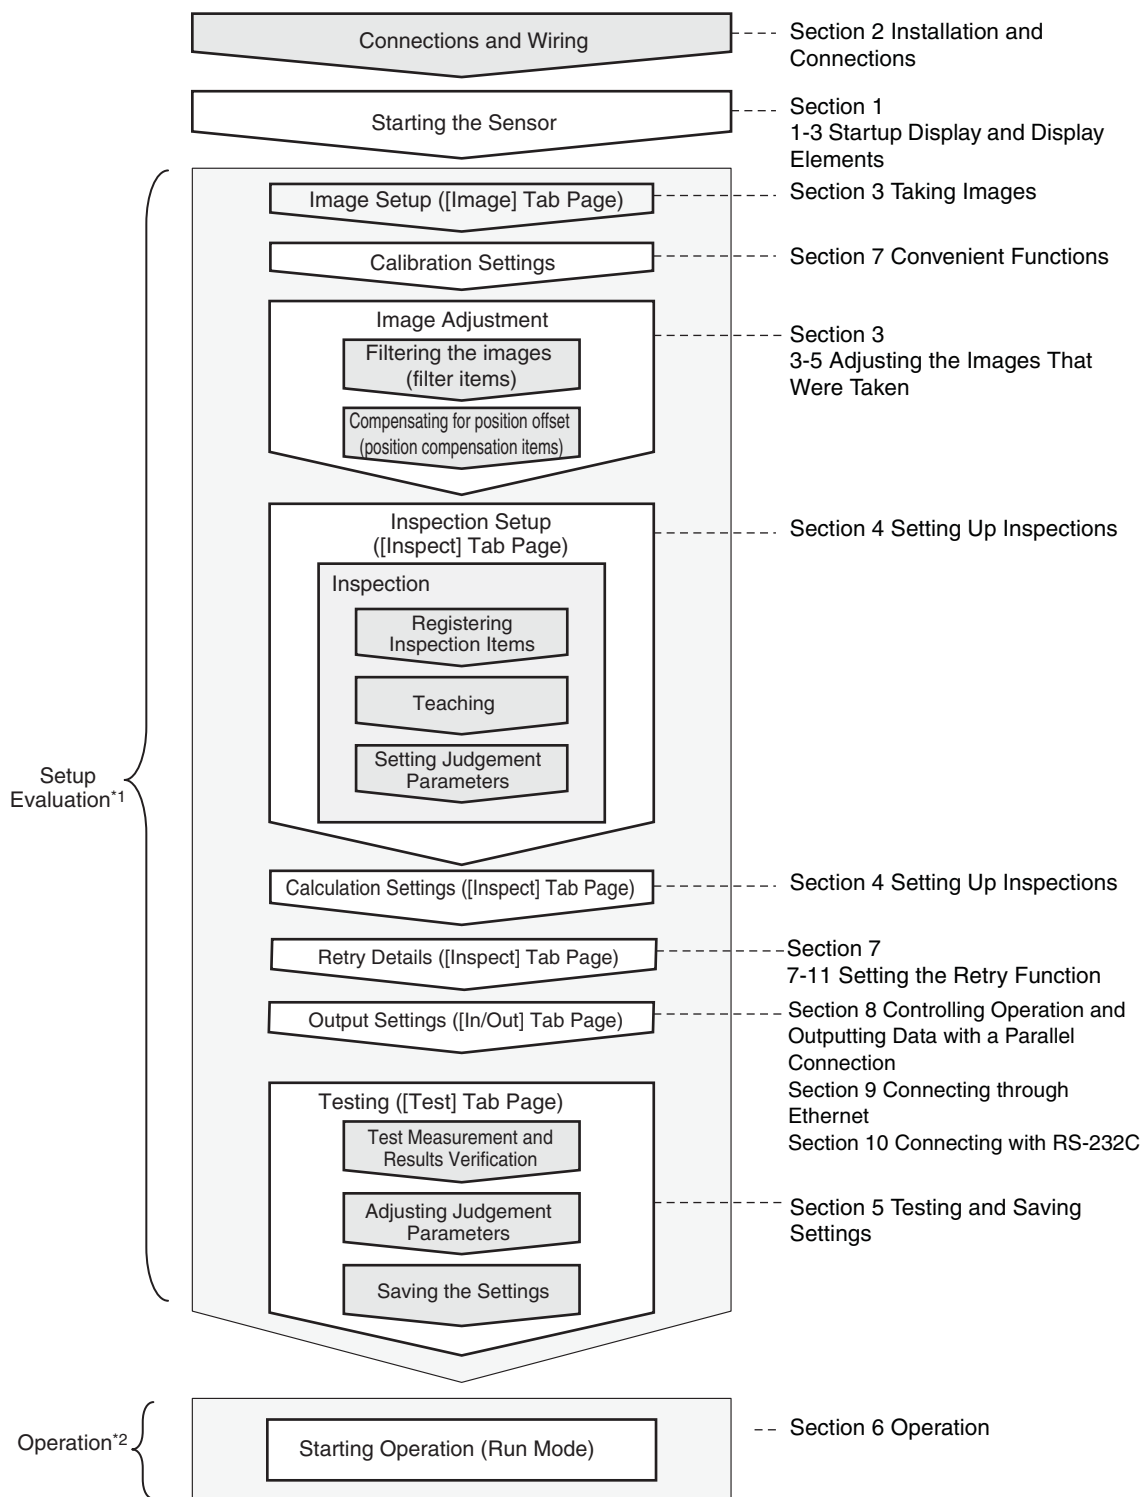 Connections and Wiring
Section 2 Installation and
Connections
Starting the Sensor
Section 1
1-3 Startup Display and Display
Elements
Image Setup ([Image] Tab Page)
Section 3 Taking Images
Calibration Settings
Section 7 Convenient Functions
Image Adjustment
Filtering the images
(filter items)
Compensating for position offset
(position compensation items)
Section 3
3-5 Adjusting the Images That
Were Taken
Inspection Setup
([Inspect] Tab Page)
Section 4 Setting Up Inspections
Inspection
Registering
Inspection Items
Teaching
Setting Judgement
Parameters
Setup
Evaluation*1
Calculation Settings ([Inspect] Tab Page)
Section 4 Setting Up Inspections
Retry Details ([Inspect] Tab Page)
Section 7
7-11 Setting the Retry Function
Output Settings ([In/Out] Tab Page)
Section 8 Controlling Operation and
Outputting Data with a Parallel
Connection
Section 9 Connecting through
Ethernet
Section 10 Connecting with RS-232C
Testing ([Test] Tab Page)
Test Measurement and
Results Verification
Adjusting Judgement
Parameters
Saving the Settings
Section 5 Testing and Saving
Settings
Operation*2
Starting Operation (Run Mode)
Section 6 Operation